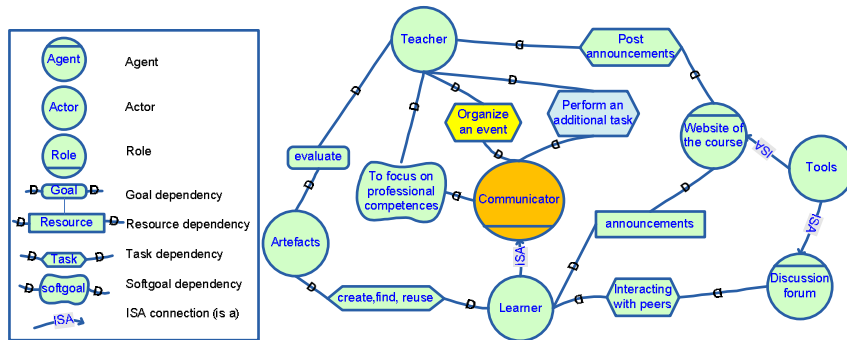 Agent
Agent
Actor
Actor
Role
Role
D Goal D
Goal dependency
D Resource D
Resource dependency
D Task D
Task dependency
D softgoal D
Softgoal dependency
ISA
ISA connection (is a)
Teacher
D
Post
announcements
D
D
D
D
D
Organize
an event
D
Perform an
additional task
D
evaluate
D
To focus on
professional
competences
D
Communicator
Website of
the course
ISA
Tools
ISA
D
announcements
D
Artefacts
ISA
D
create,find, reuse
D
Learner
D
Interacting
with peers
D
Discussion
forum